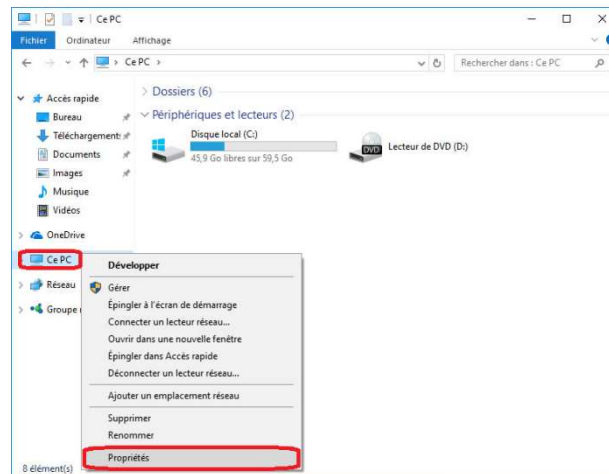 Ce PC
Fichier Ordinateur Affichage
Ce PC
Rechercher dans : Ce PC
Accès rapide
Bureau
Téléchargements
Documents
Images
Musique
Vidéos
OneDrive
Ce PC
Réseau
Groupe
Dossiers (6)
Périphériques et lecteurs (2)
Disque local (C:)
45,9 Go libres sur 59,5 Go
DVD
Lecteur de DVD (D:)
Développer
Gérer
Épingler à l'écran de démarrage
Connecter un lecteur réseau...
Ouvrir dans une nouvelle fenêtre
Épingler dans Accès rapide
Déconnecter un lecteur réseau...
Ajouter un emplacement réseau
Supprimer
Renommer
Propriétés
8 élément(s)